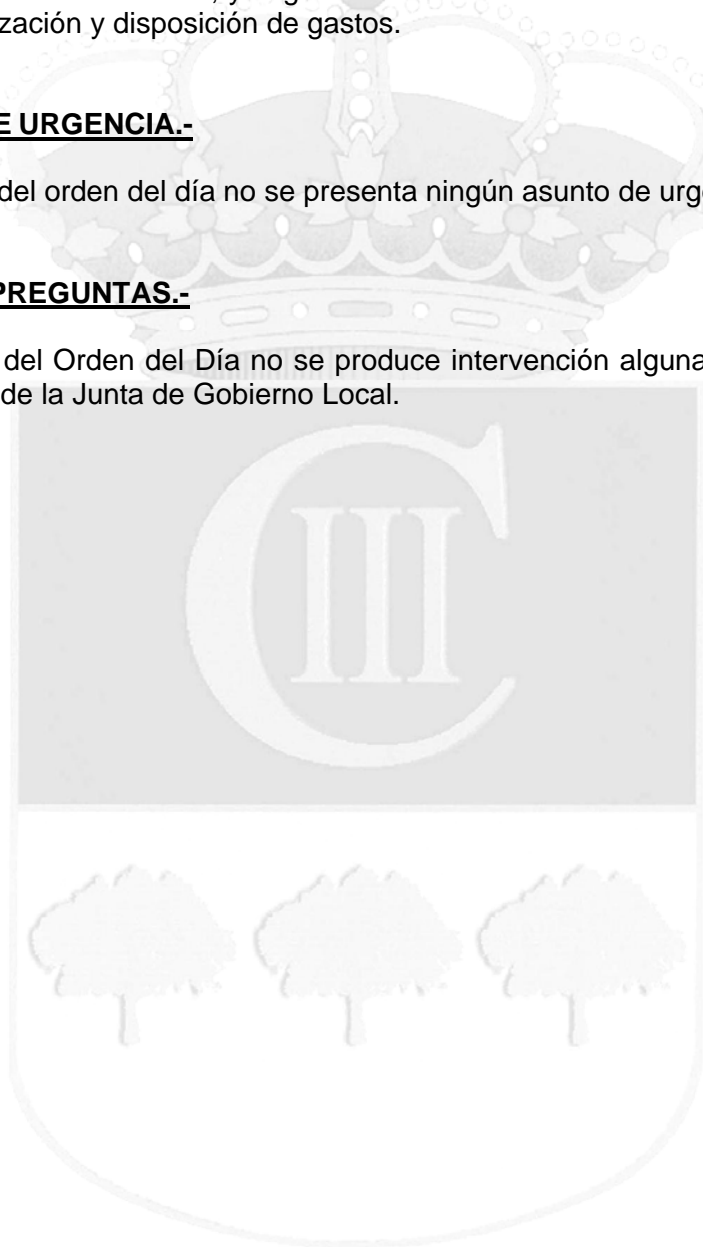 zación y disposición de gastos.
E URGENCIA.-
del orden del día no se presenta ningún asunto de urg
PREGUNTAS.-
del Orden del Día no se produce intervención alguna
de la Junta de Gobierno Local.
CIII